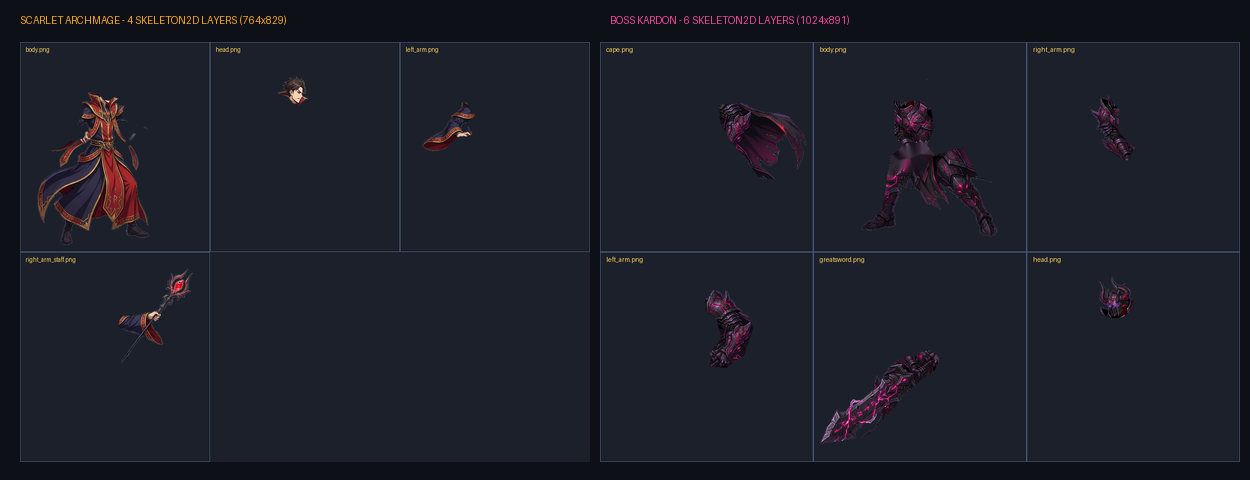 SCARLET ARCHMAGE - 4 SKELETON2D LAYERS (764x829)
body.png
head.png
left_arm.png
right_arm_staff.png
BOSS KARDON - 6 SKELETON2D LAYERS (1024x891)
cape.png
body.png
right_arm.png
left_arm.png
greatsword.png
head.png